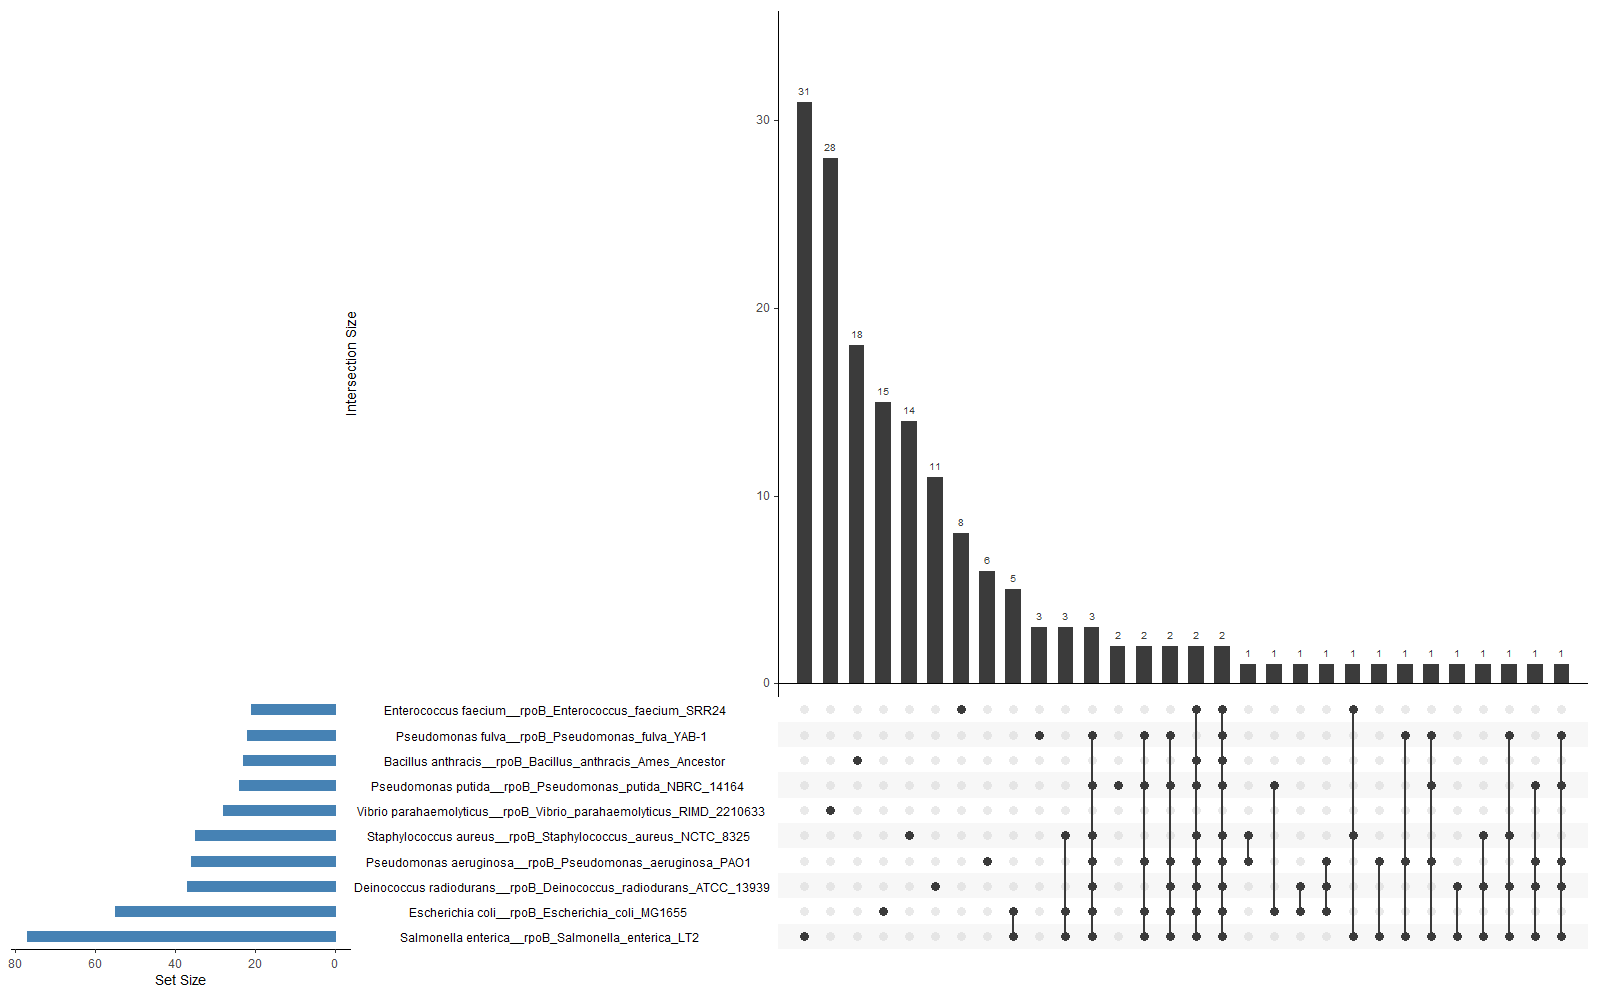 31
28
18
15
14
11
8
6
5
3 3 3
2 2 2 2 2
1 1 1 1 1 1 1 1 1 1 1 1 1
30
20
10
0
Intersection Size
Enterococcus faecium__rpoB_Enterococcus_faecium_SRR24
Pseudomonas fulva__rpoB_Pseudomonas_fulva_YAB-1
Bacillus anthracis__rpoB_Bacillus_anthracis_Ames_Ancestor
Pseudomonas putida__rpoB_Pseudomonas_putida_NBRC_14164
Vibrio parahaemolyticus__rpoB_Vibrio_parahaemolyticus_RIMD_2210633
Staphylococcus aureus__rpoB_Staphylococcus_aureus_NCTC_8325
Pseudomonas aeruginosa__rpoB_Pseudomonas_aeruginosa_PAO1
Deinococcus radiodurans__rpoB_Deinococcus_radiodurans_ATCC_13939
Escherichia coli__rpoB_Escherichia_coli_MG1655
Salmonella enterica__rpoB_Salmonella_enterica_LT2
80 60 40 20 0
Set Size